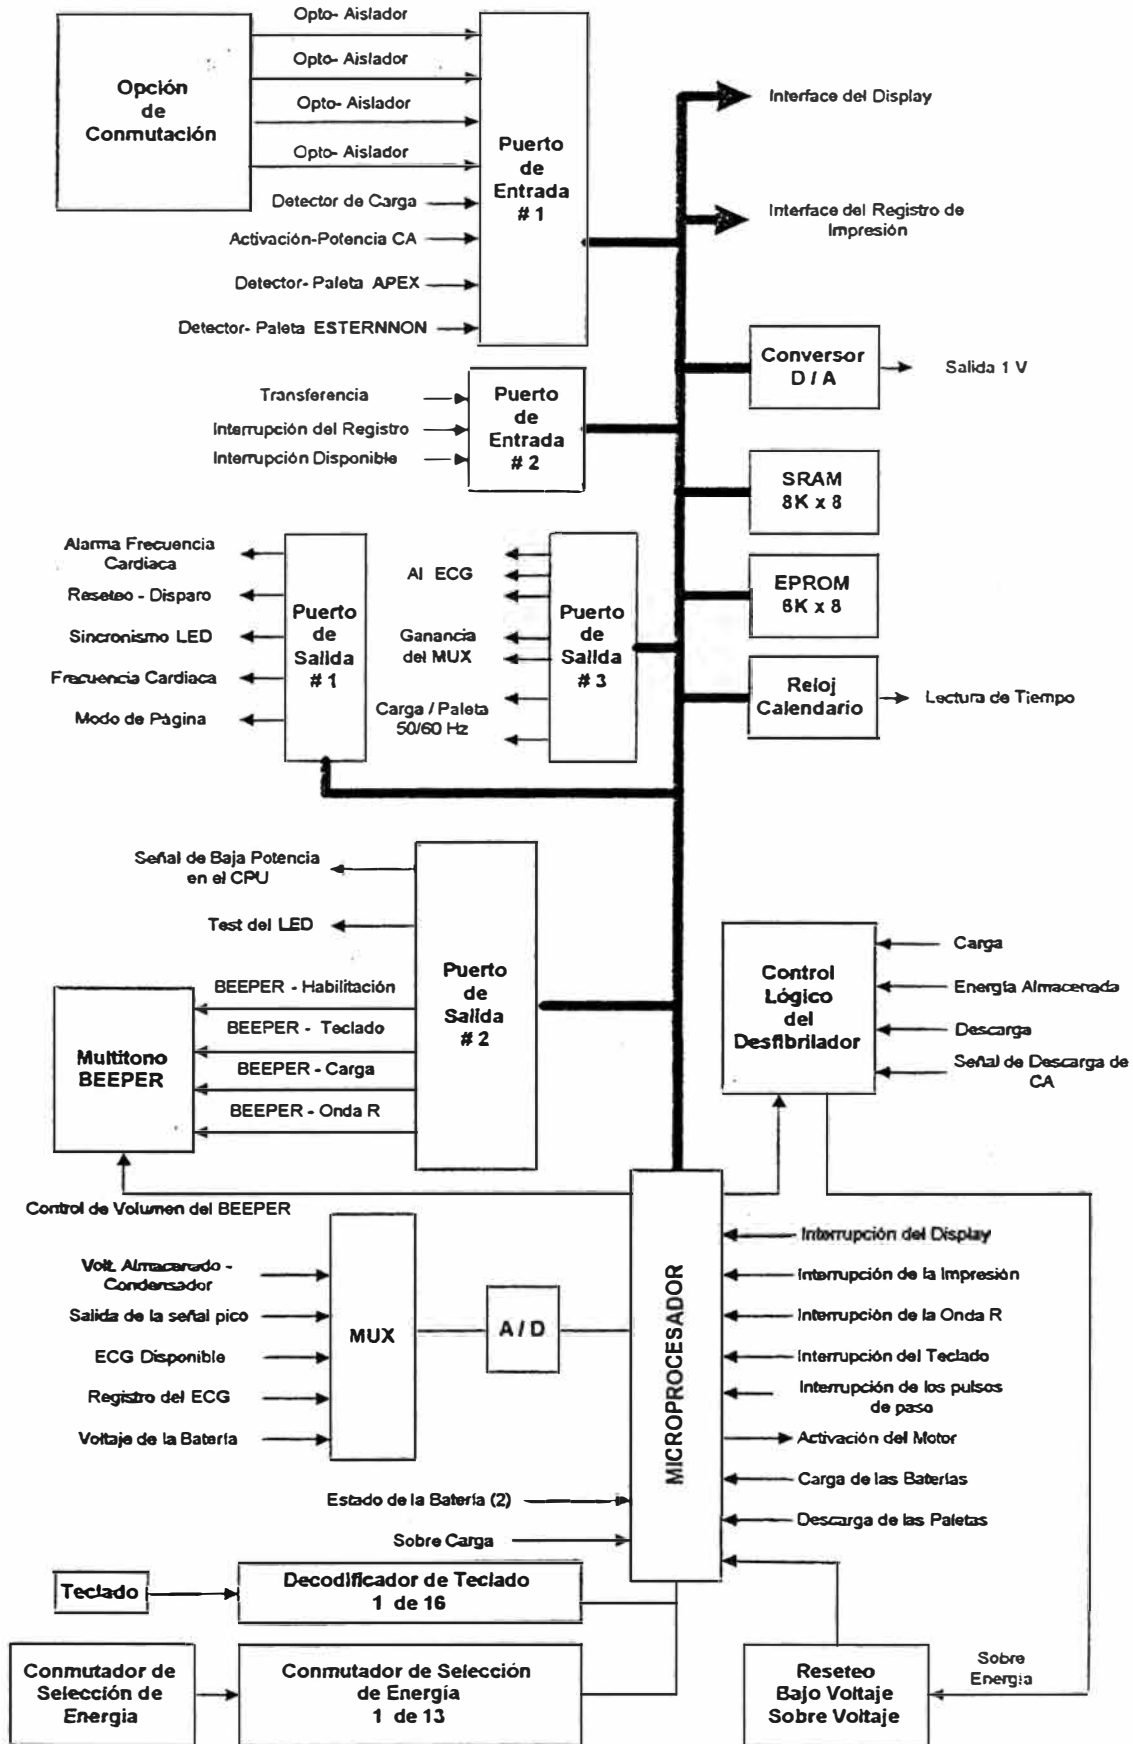 Opto- Aislador
Opto- Aislador
Opto- Aislador
Opto- Aislador
Opción
de
Conmutación
Detector de Carga
Activación-Potencia CA
Detector- Paleta APEX
Detector- Paleta ESTERNNON
Puerto
de
Entrada
# 1
Interface del Display
Interface del Registro de
Impresión
Conversor
D / A
Salida 1 V
Transferencia
Interrupción del Registro
Interrupción Disponible
Puerto
de
Entrada
# 2
SRAM
8K x 8
EPROM
6K x 8
Reloj
Calendario
Lectura de Tiempo
Alarma Frecuencia
Cardiaca
Reseteo - Disparo
Sincronismo LED
Frecuencia Cardiaca
Modo de Página
Puerto
de
Salida
# 1
Al ECG
Ganancia
del MUX
Carga / Paleta
50/60 Hz
Puerto
de
Salida
# 3
Señal de Baja Potencia
en el CPU
Test del LED
BEEPER - Habilitación
BEEPER - Teclado
BEEPER - Carga
BEEPER - Onda R
Multitono
BEEPER
Puerto
de
Salida
# 2
Control
Lógico
del
Desfibrilador
Carga
Energía Almacenada
Descarga
Señal de Descarga de
CA
Control de Volumen del BEEPER
Volt. Almacenado -
Condensador
Salida de la señal pico
ECG Disponible
Registro del ECG
Voltaje de la Batería
MUX
A / D
MICROPROCESADOR
Interrupción del Display
Interrupción de la Impresión
Interrupción de la Onda R
Interrupción del Teclado
Interrupción de los pulsos
de paso
Activación del Motor
Carga de las Baterías
Descarga de las Paletas
Estado de la Batería (2)
Sobre Carga
Teclado
Decodificador de Teclado
1 de 16
Conmutador de
Selección de
Energia
Conmutador de Selección
de Energía
1 de 13
Reseteo
Bajo Voltaje
Sobre Voltaje
Sobre
Energía